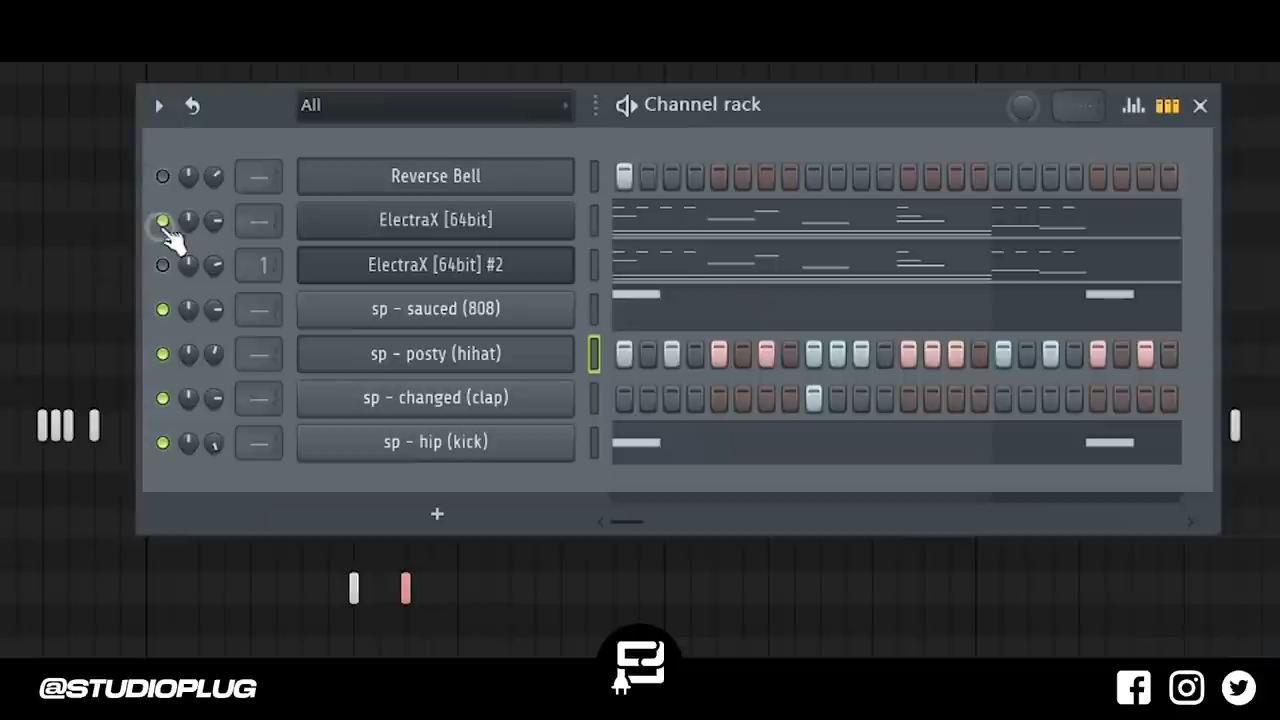 All
Channel rack
Reverse Bell
ElectraX [64bit]
1
ElectraX [64bit] #2
sp - sauced (808)
sp - posty (hihat)
sp - changed (clap)
sp - hip (kick)
@STUDIOPLUG